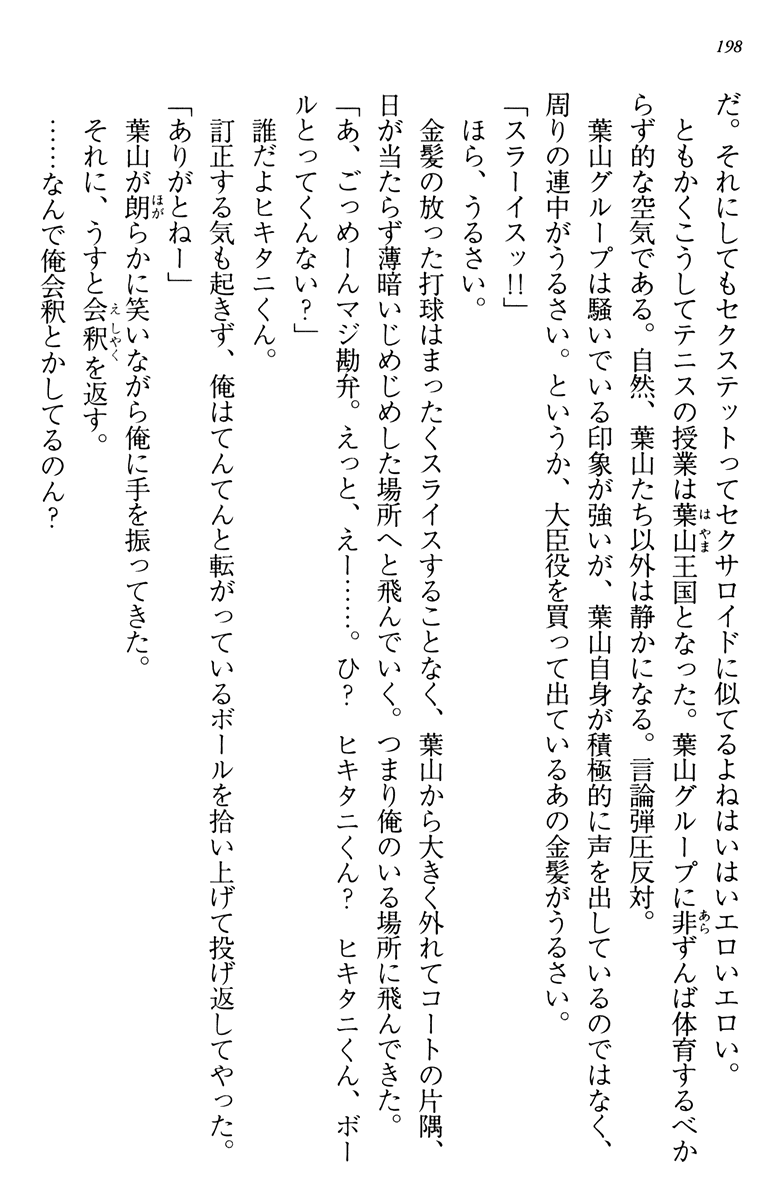 198
だ。それにしてもセクステットってセクサロイドに似てるよねはいはいエロいエロい。
　ともかくこうしてテニスの授業は葉山王国となった。葉山グループに非ずんば体育するべか
らず的な空気である。自然、葉山たち以外は静かになる。言論弾圧反対。
　葉山グループは騒いでいる印象が強いが、葉山自身が積極的に声を出しているのではなく、
周りの連中がうるさい。というか、大臣役を買って出ているあの金髪がうるさい。
「スラーイスッ!!」
　ほら、うるさい。
　金髪の放った打球はまったくスライスすることなく、葉山から大きく外れてコートの片隅、
日が当たらず薄暗いじめじめした場所へと飛んでいく。つまり俺のいる場所に飛んできた。
「あ、ごっめーんマジ勘弁。えっと、えー……。ひ？　ヒキタニくん？　ヒキタニくん、ボー
ルとってくんない？」
　誰だよヒキタニくん。
　訂正する気も起きず、俺はてんてんと転がっているボールを拾い上げて投げ返してやった。
「ありがとねー」
　葉山が朗らかに笑いながら俺に手を振ってきた。
　それに、うすと会釈を返す。
　……なんで俺会釈とかしてるのん？